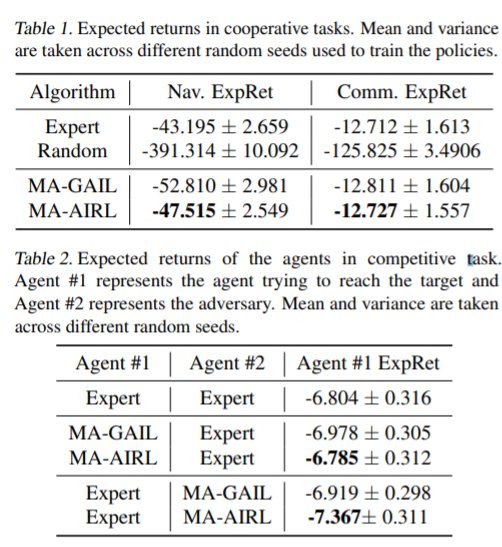 Table 1. Expected returns in cooperative tasks. Mean and variance
are taken across different random seeds used to train the policies.
Algorithm Nav. ExpRet Comm. ExpRet
Expert -43.195 ± 2.659 -12.712 ± 1.613
Random -391.314 ± 10.092 -125.825 ± 3.4906
MA-GAIL -52.810 ± 2.981 -12.811 ± 1.604
MA-AIRL -47.515 ± 2.549 -12.727 ± 1.557
Table 2. Expected returns of the agents in competitive task.
Agent #1 represents the agent trying to reach the target and
Agent #2 represents the adversary. Mean and variance are taken
across different random seeds.
Agent #1 Agent #2 Agent #1 ExpRet
Expert Expert -6.804 ± 0.316
MA-GAIL Expert -6.978 ± 0.305
MA-AIRL Expert -6.785 ± 0.312
Expert MA-GAIL -6.919 ± 0.298
Expert MA-AIRL -7.367± 0.311